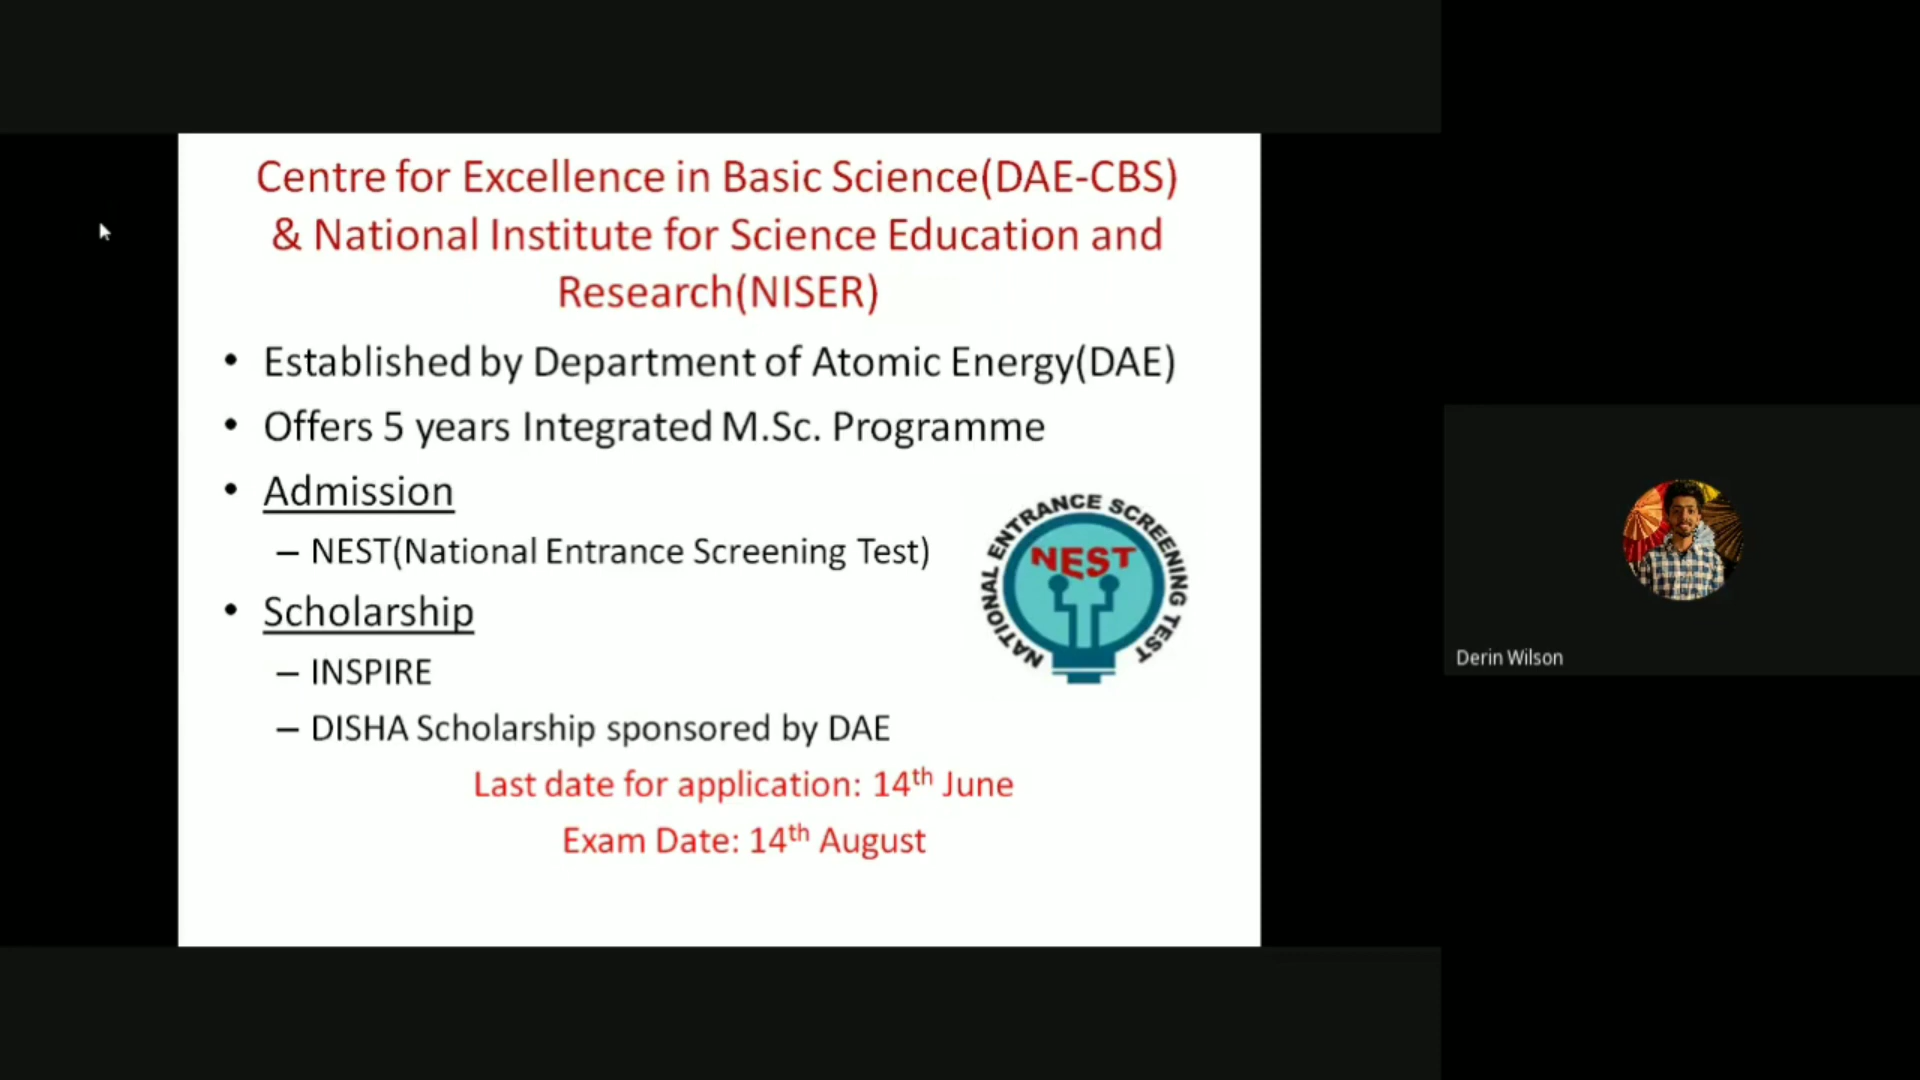 Centre for Excellence in Basic Science(DAE-CBS)
& National Institute for Science Education and
Research(NISER)
• Established by Department of Atomic Energy(DAE)
• Offers 5 years Integrated M.Sc. Programme
• Admission
– NEST(National Entrance Screening Test)
• Scholarship
– INSPIRE
– DISHA Scholarship sponsored by DAE
Last date for application: 14th June
Exam Date: 14th August
NATIONAL ENTRANCE SCREENING TEST
NEST
Derin Wilson